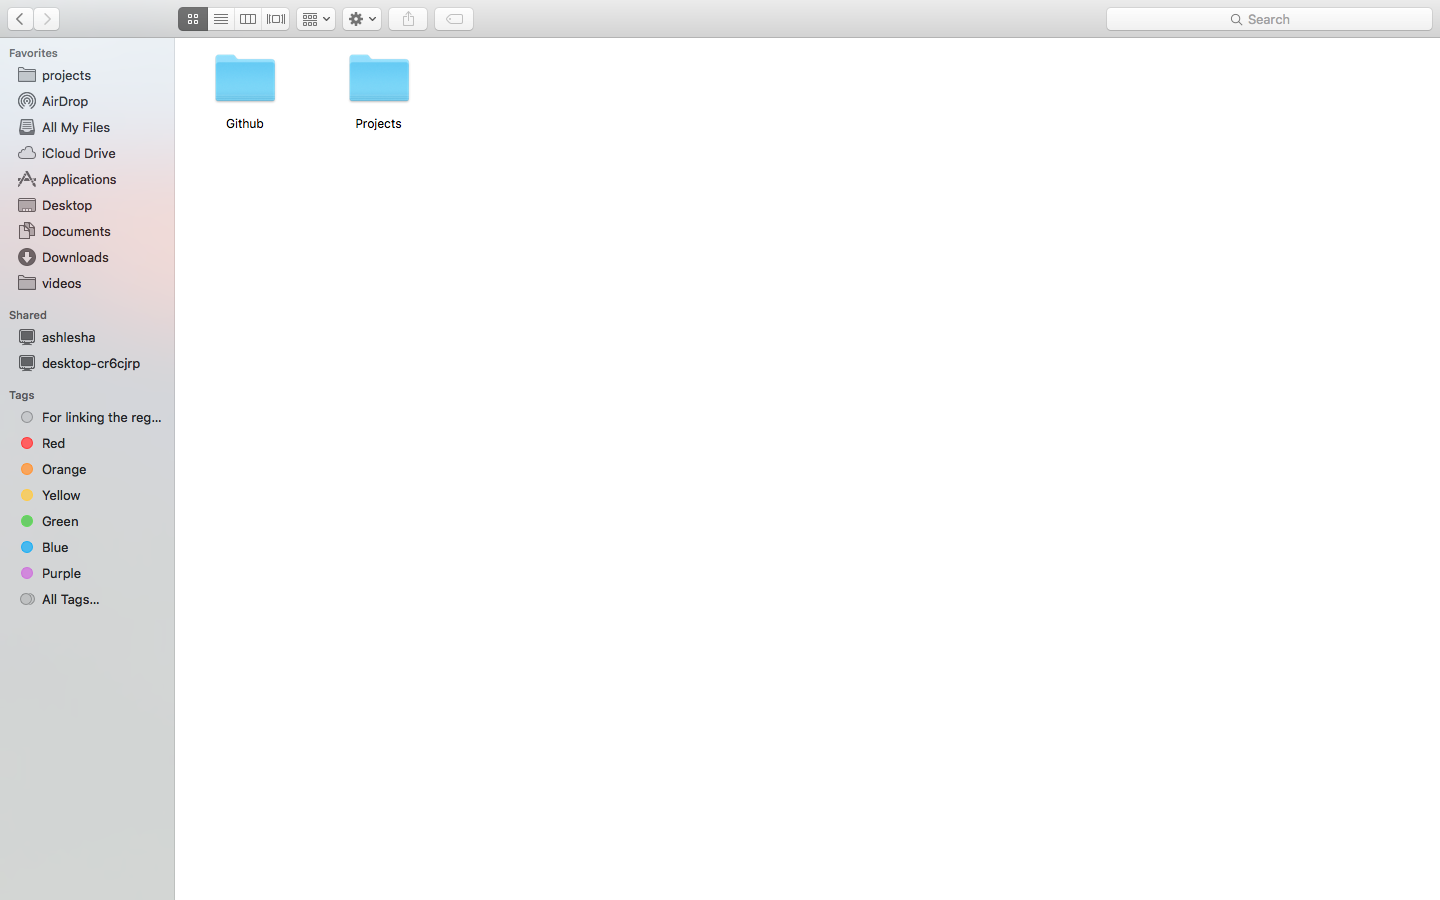 Search
Favorites
projects
AirDrop
All My Files
iCloud Drive
Applications
Desktop
Documents
Downloads
videos
Shared
ashlesha
desktop-cr6cjrp
Tags
For linking the reg...
Red
Orange
Yellow
Green
Blue
Purple
All Tags...
Github
Projects